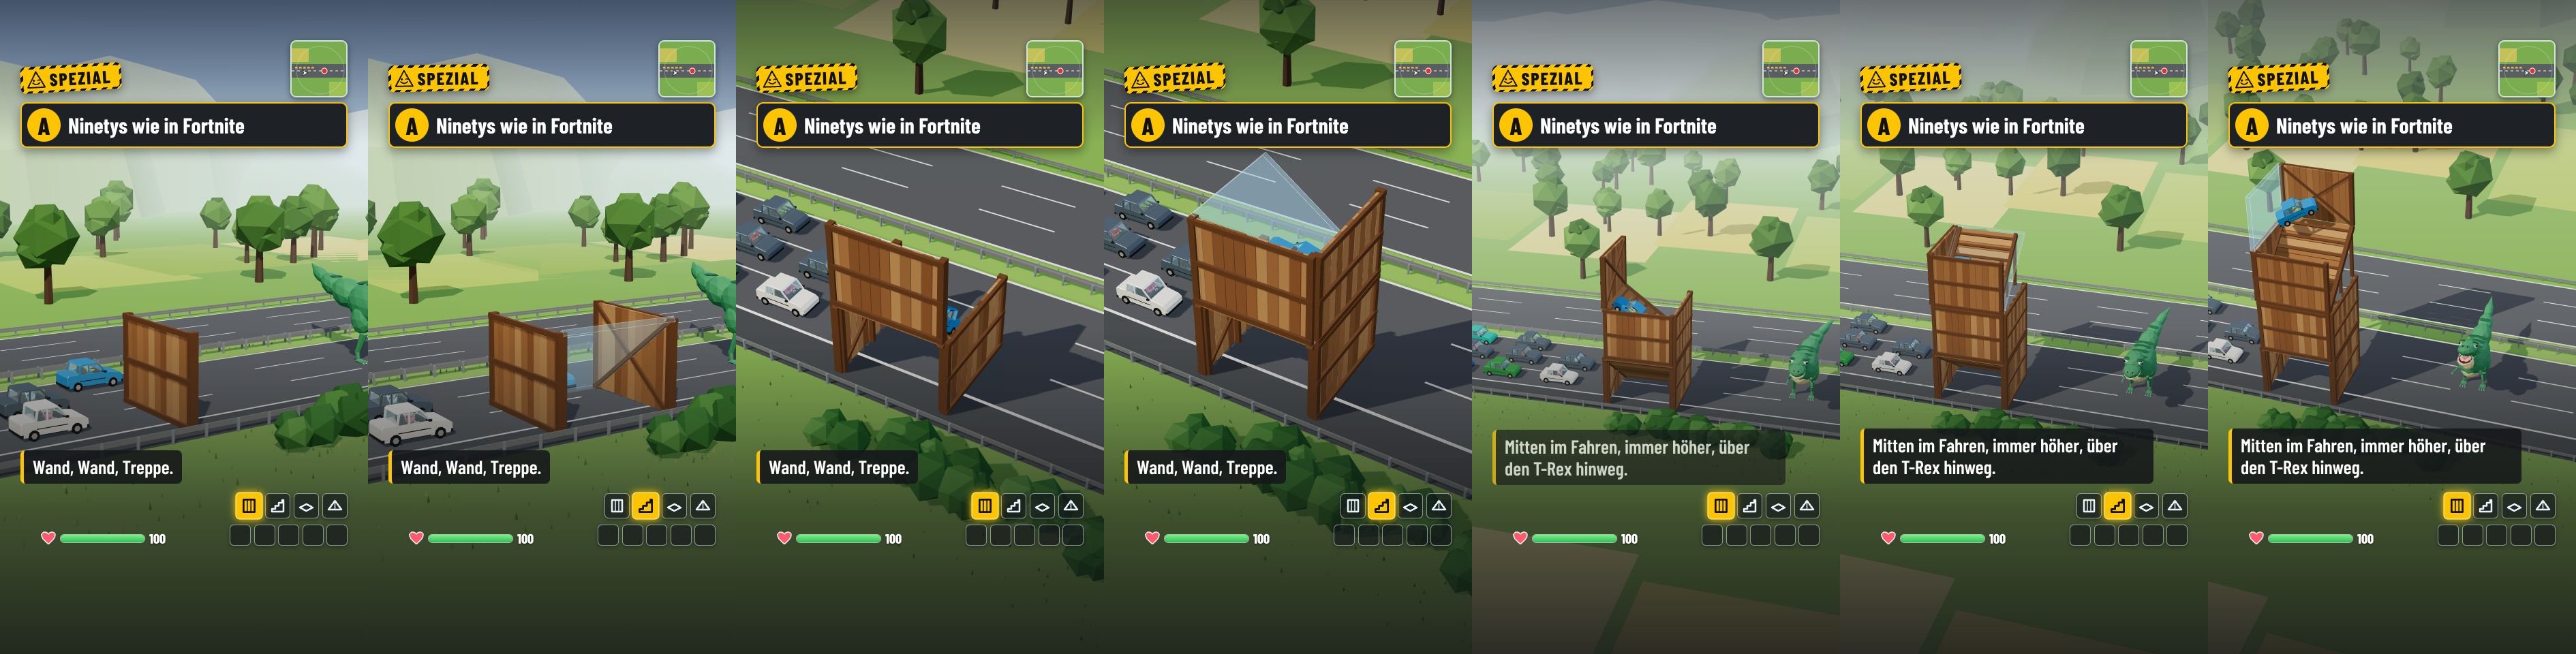 SPEZIAL
A Ninetys wie in Fortnite
Wand, Wand, Treppe.
100
SPEZIAL
A Ninetys wie in Fortnite
Wand, Wand, Treppe.
100
SPEZIAL
A Ninetys wie in Fortnite
Wand, Wand, Treppe.
100
SPEZIAL
A Ninetys wie in Fortnite
Wand, Wand, Treppe.
100
SPEZIAL
A Ninetys wie in Fortnite
Mitten im Fahren, immer höher, über
den T-Rex hinweg.
100
SPEZIAL
A Ninetys wie in Fortnite
Mitten im Fahren, immer höher, über
den T-Rex hinweg.
100
SPEZIAL
A Ninetys wie in Fortnite
Mitten im Fahren, immer höher, über
den T-Rex hinweg.
100